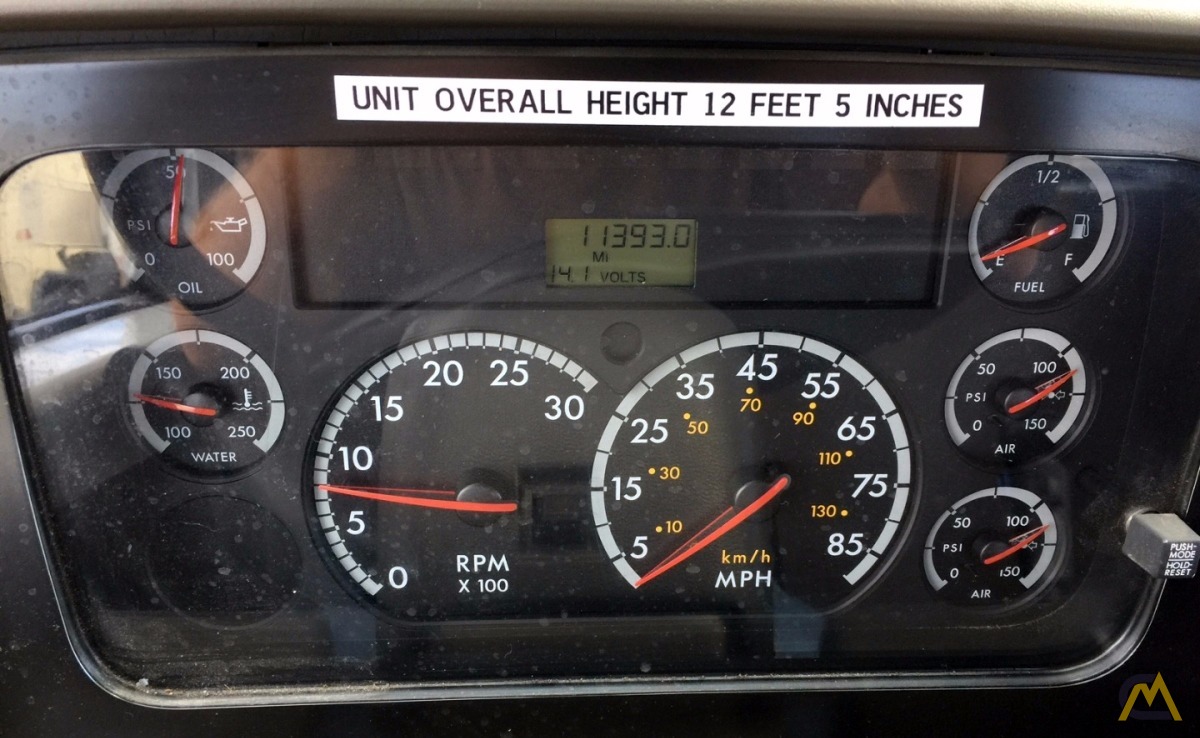 UNIT OVERALL HEIGHT 12 FEET 5 INCHES
50
PSI
0 100
OIL
11393.0
Mi
14.1 VOLTS
1/2
E F
FUEL
150 200
100 250
WATER
0 5 10 15 20 25 30
RPM
X 100
5 15 25 35 45 55 65 75 85
10 30 50 70 90 110 130
km/h
MPH
50 100
PSI
0 150
AIR
50 100
PSI
0 150
AIR
PUSH-
MODE
HOLD-
RESET